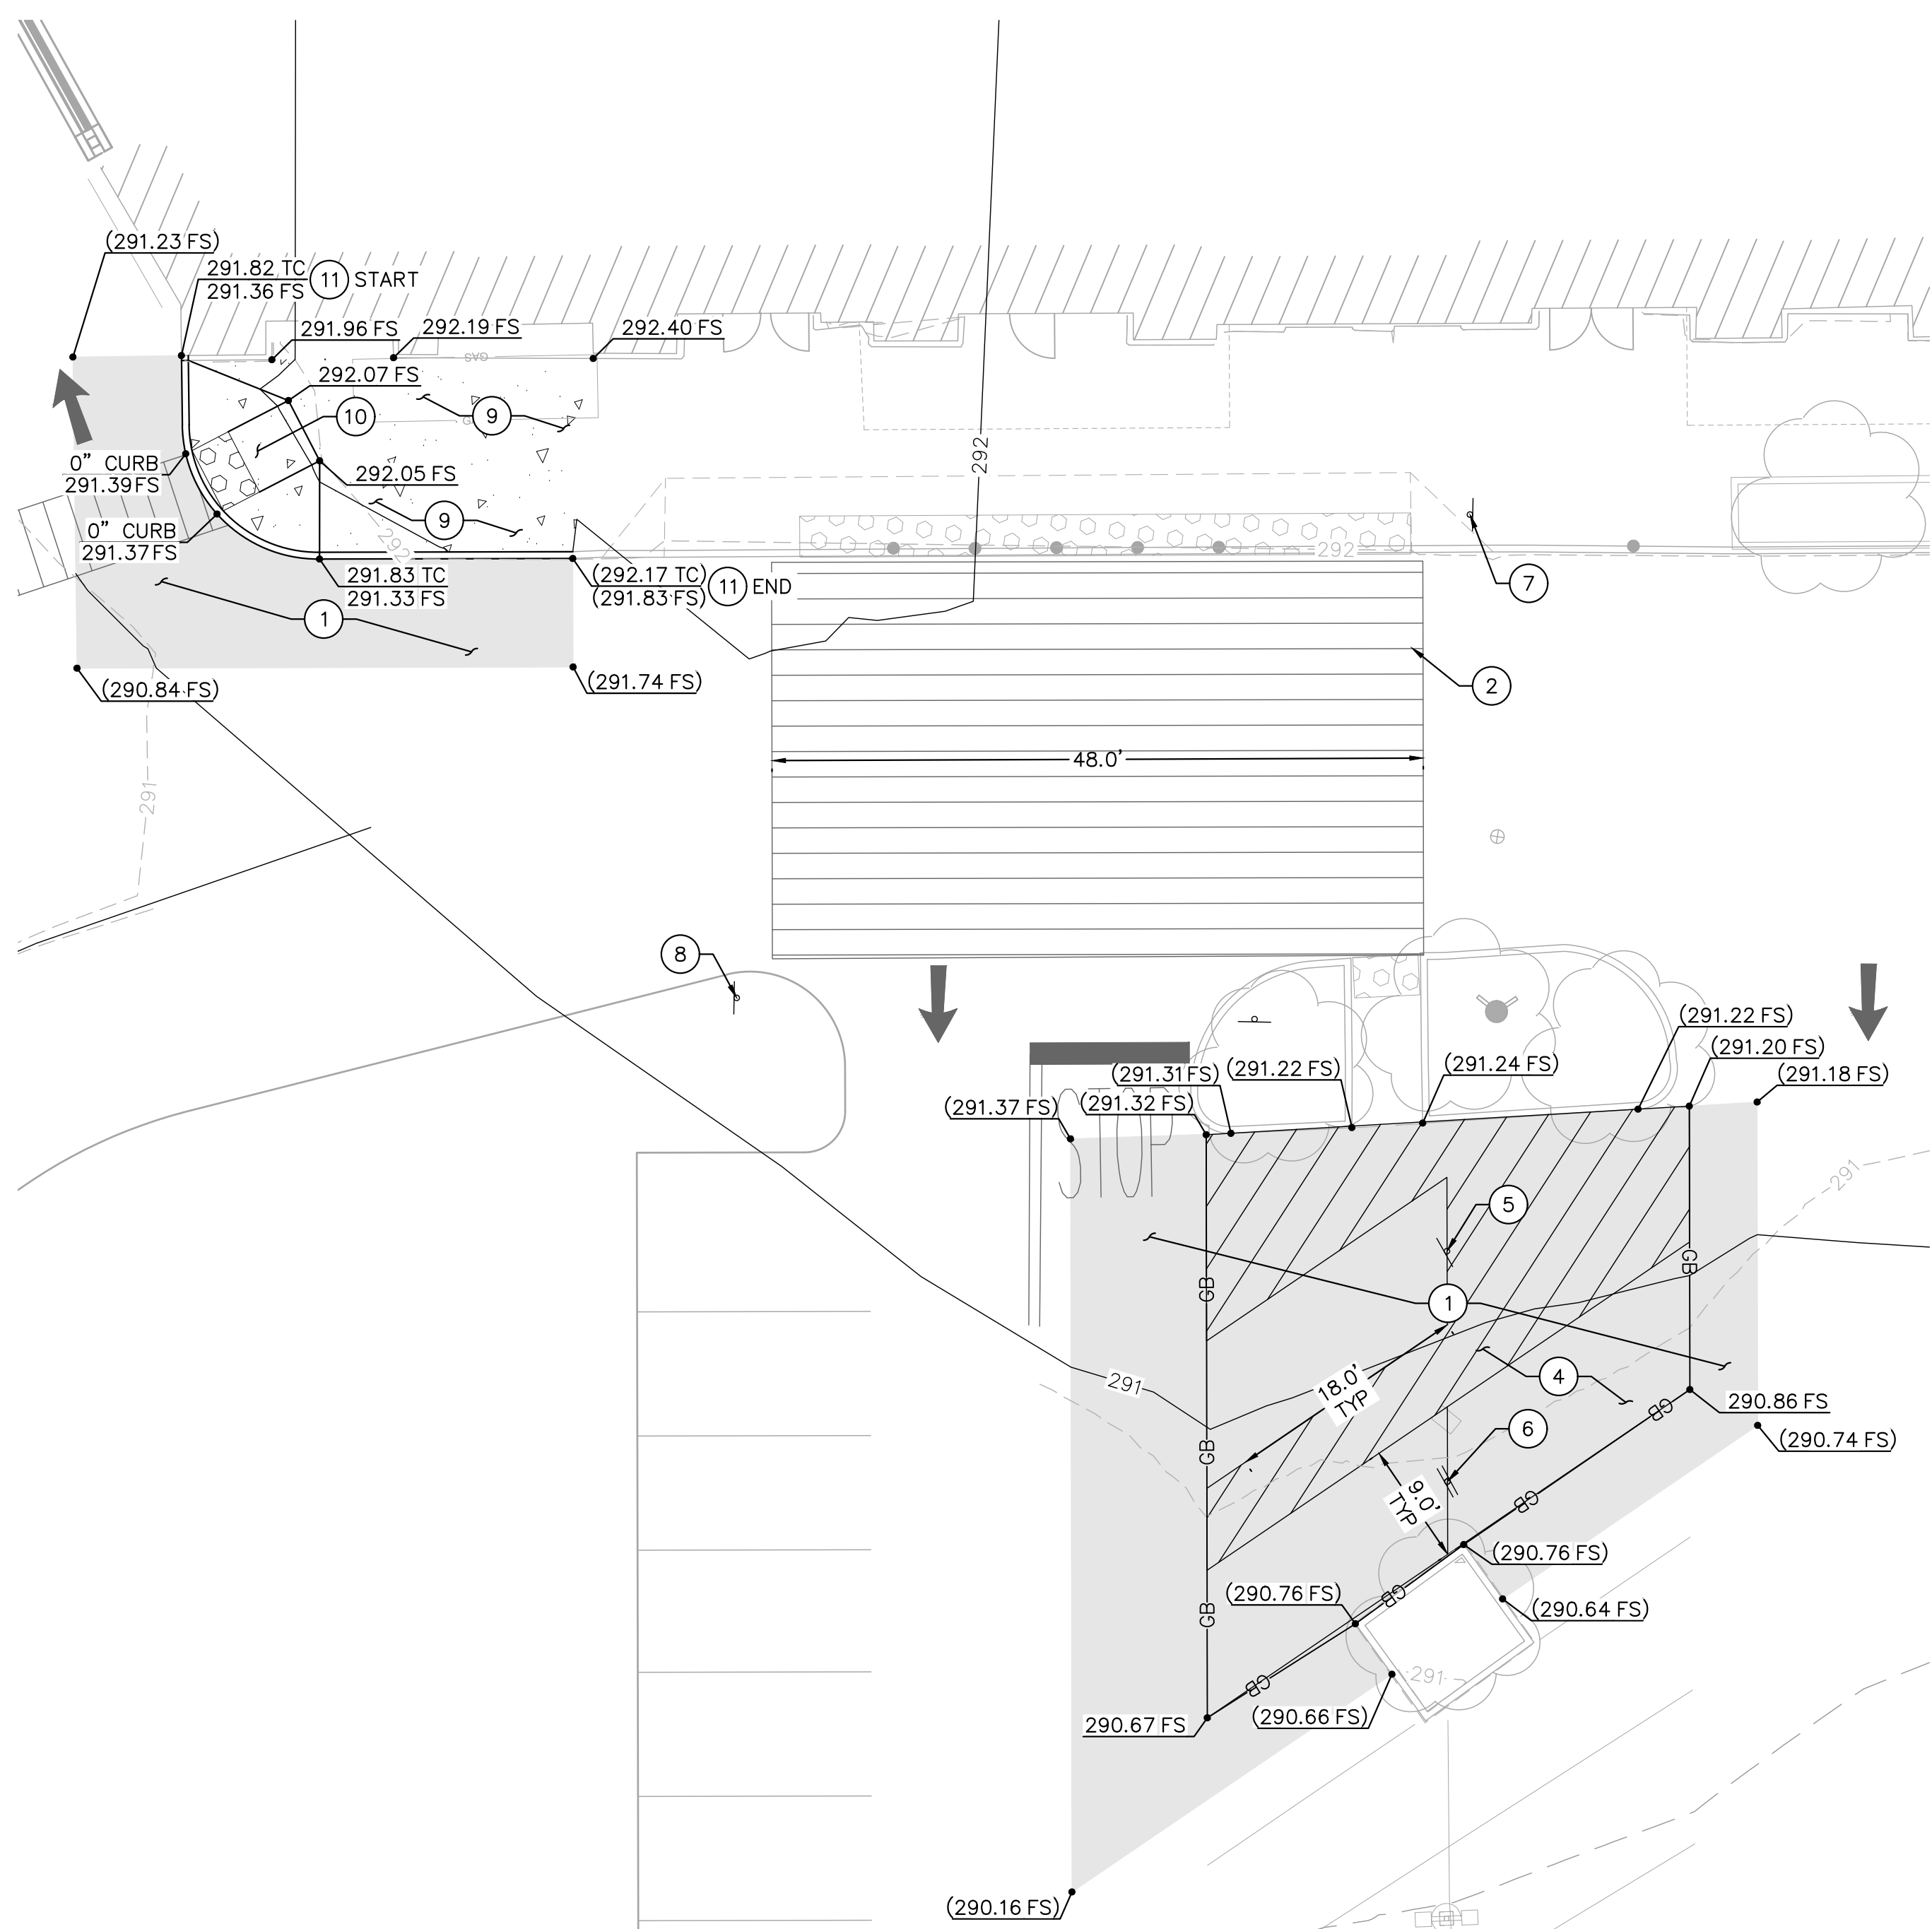 (291.23 FS)
291.82 TC
291.36 FS
11 START
291.96 FS
292.19 FS
292.40 FS
GAS
292.07 FS
10
9
292
0” CURB
291.39 FS
292.05 FS
9
7
0” CURB
291.37 FS
292
292
291.83 TC
291.33 FS
(292.17 TC)
(291.83 FS)
11 END
1
(290.84 FS)
(291.74 FS)
2
48.0’
291
8
(291.22 FS)
(291.20 FS)
(291.31 FS)
(291.22 FS)
(291.24 FS)
(291.18 FS)
(291.37 FS)
(291.32 FS)
STOP
291
5
GB
GB
1
18.0’
TYP
291
4
290.86 FS
GB
6
(290.74 FS)
GB
9.0’
TYP
GB
(290.76 FS)
(290.76 FS)
GB
GB
(290.64 FS)
291
GB
290.67 FS
(290.66 FS)
(290.16 FS)